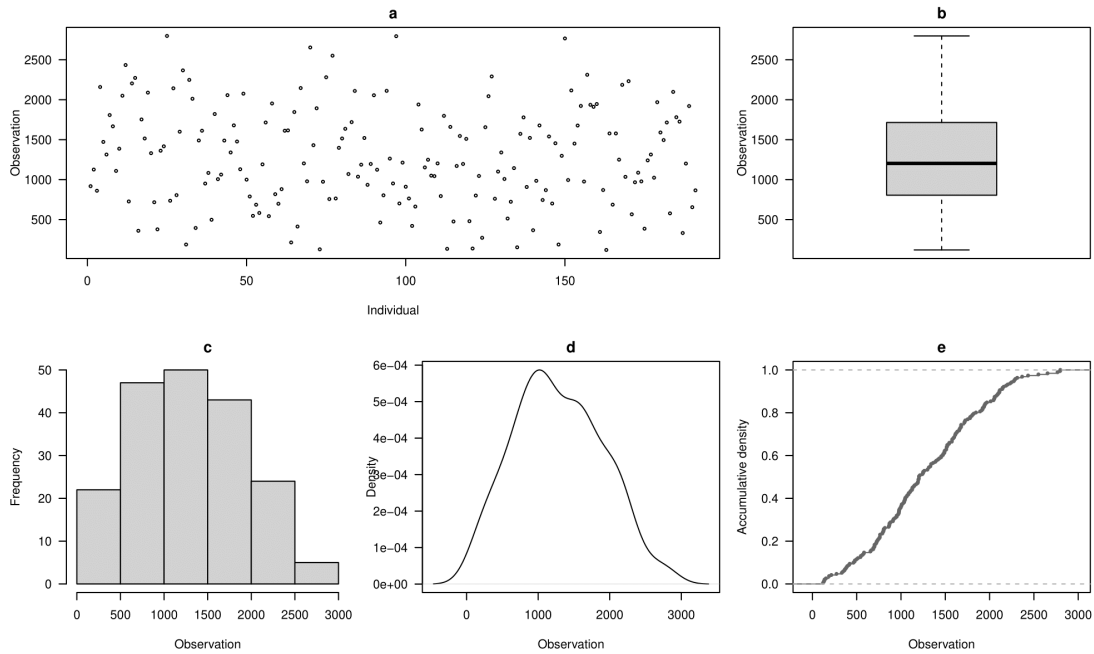 a
Observation
2500
2000
1500
1000
500
0 50 100 150
Individual
b
Observation
2500
2000
1500
1000
500
c
Frequency
50
40
30
20
10
0
0 500 1000 1500 2000 2500 3000
Observation
d
Density
6e−04
5e−04
4e−04
3e−04
2e−04
1e−04
0e+00
0 1000 2000 3000
Observation
e
Accumulative density
1.0
0.8
0.6
0.4
0.2
0.0
0 500 1000 1500 2000 2500 3000
Observation